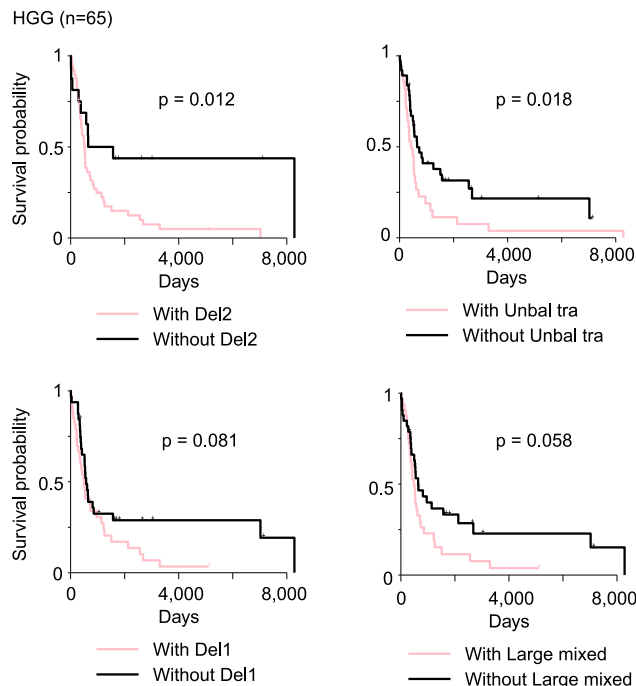 HGG (n=65)
Survival probability
1
0.5
0
p = 0.012
0
4,000
8,000
Days
With Del2
Without Del2
1
0.5
0
p = 0.018
0
4,000
8,000
Days
With Unbal tra
Without Unbal tra
Survival probability
1
0.5
0
p = 0.081
0
4,000
8,000
Days
With Del1
Without Del1
1
0.5
0
p = 0.058
0
4,000
8,000
Days
With Large mixed
Without Large mixed